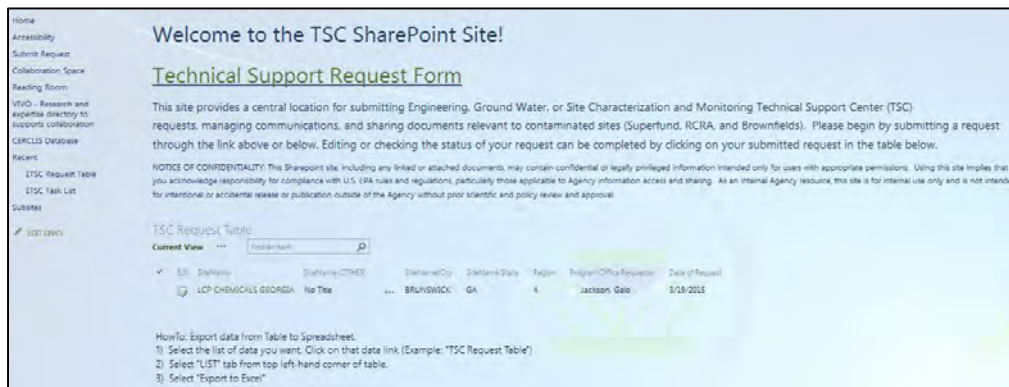 Home
Accessibility
Submit Request
Collaboration Space
Reading Room
VIVO - Research and
expertise directory to
supports collaboration
CERCLIS Database
Recent
ETSC Request Table
ETSC Task List
Subsites
EDIT LINKS
Welcome to the TSC SharePoint Site!
Technical Support Request Form
This site provides a central location for submitting Engineering, Ground Water, or Site Characterization and Monitoring Technical Support Center (TSC)
requests, managing communications, and sharing documents relevant to contaminated sites (Superfund, RCRA, and Brownfields). Please begin by submitting a request
through the link above or below. Editing or checking the status of your request can be completed by clicking on your submitted request in the table below.
NOTICE OF CONFIDENTIALITY: This Sharepoint site, including any linked or attached documents, may contain confidential or legally privileged information intended only for users with appropriate permissions. Using this site implies that
you acknowledge responsibility for compliance with U.S. EPA rules and regulations, particularly those applicable to Agency information access and sharing. As an internal Agency resource, this site is for internal use only and is not intende
for intentional or accidental release or publication outside of the Agency without prior scientific and policy review and approval.
TSC Request Table
Current View ··· Find an item
Edit SiteName SiteName (OTHER) SiteNameCity SiteNameState Region Program Office Requestor Date of Request
LCP CHEMICALS GEORGIA No Title ... BRUNSWICK GA 4 Jackson, Galo 3/19/2015
HowTo: Export data from Table to Spreadsheet.
1) Select the list of data you want. Click on that data link (Example: "TSC Request Table")
2) Select "LIST" tab from top left-hand corner of table.
3) Select "Export to Excel"